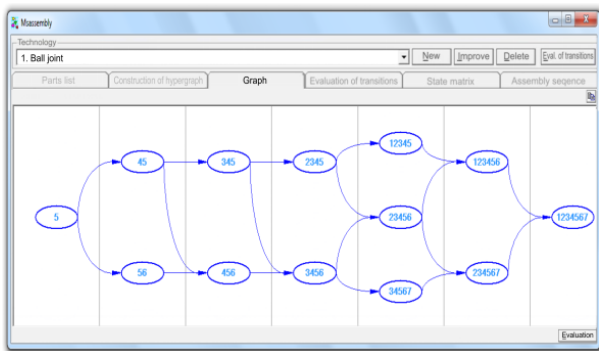 Msassembly
Technology
1. Ball joint
New Improve Delete Eval. of transitions
Parts list Construction of hypergraph Graph Evaluation of transitions State matrix Assembly seqence
12345
45 345 2345 123456
5 23456 1234567
56 456 3456 234567
34567
Evaluation